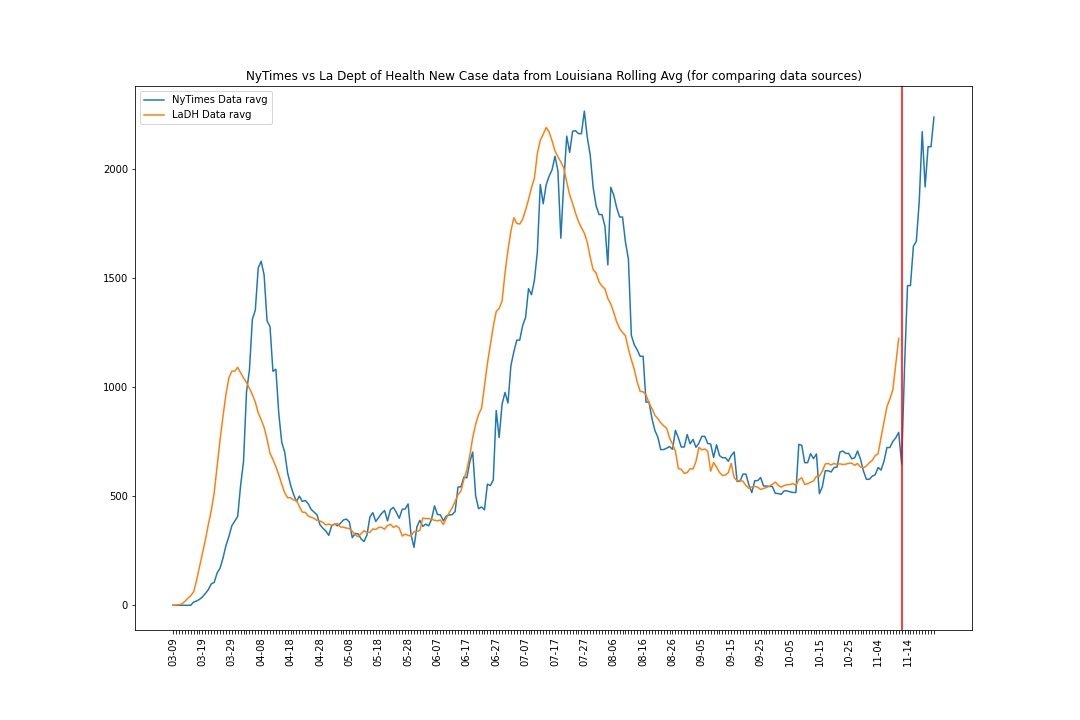 NyTimes vs La Dept of Health New Case data from Louisiana Rolling Avg (for comparing data sources)
NyTimes Data ravg
LaDH Data ravg
2000
1500
1000
500
0
03-09 03-19 03-29 04-08 04-18 04-28 05-08 05-18 05-28 06-07 06-17 06-27 07-07 07-17 07-27 08-06 08-16 08-26 09-05 09-15 09-25 10-05 10-15 10-25 11-04 11-14